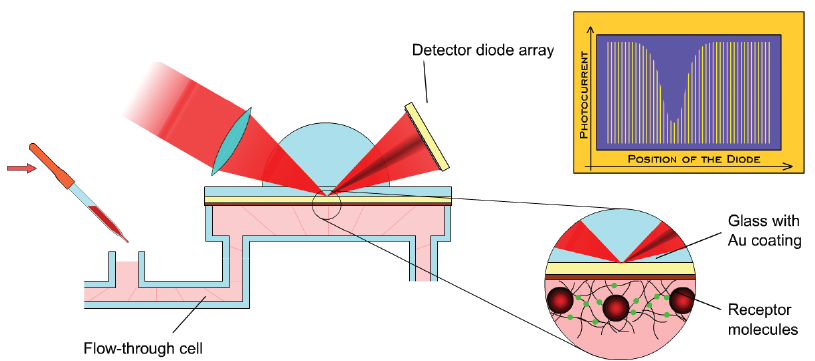 Detector diode array
PHOTOCURRENT
POSITION OF THE DIODE
Glass with
Au coating
Receptor
molecules
Flow-through cell